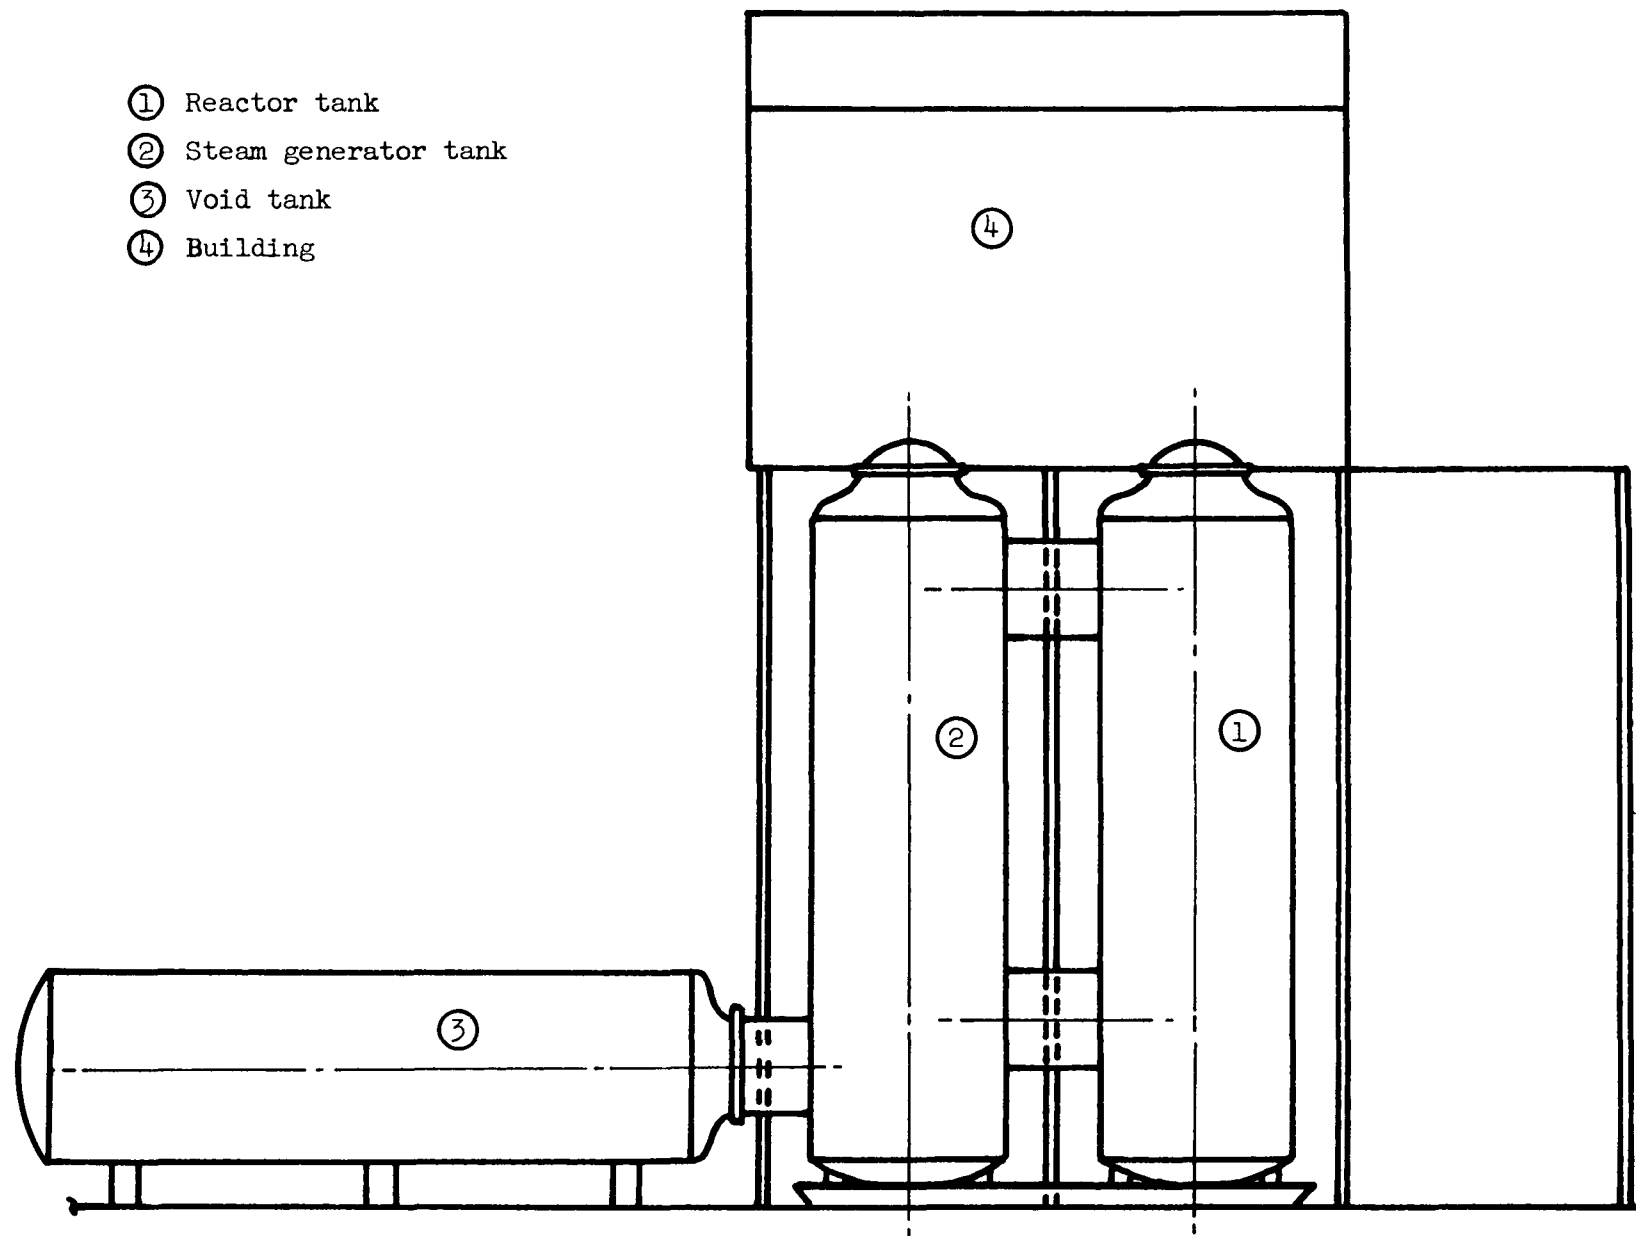 ① Reactor tank
② Steam generator tank
③ Void tank
④ Building
④
②
①
③